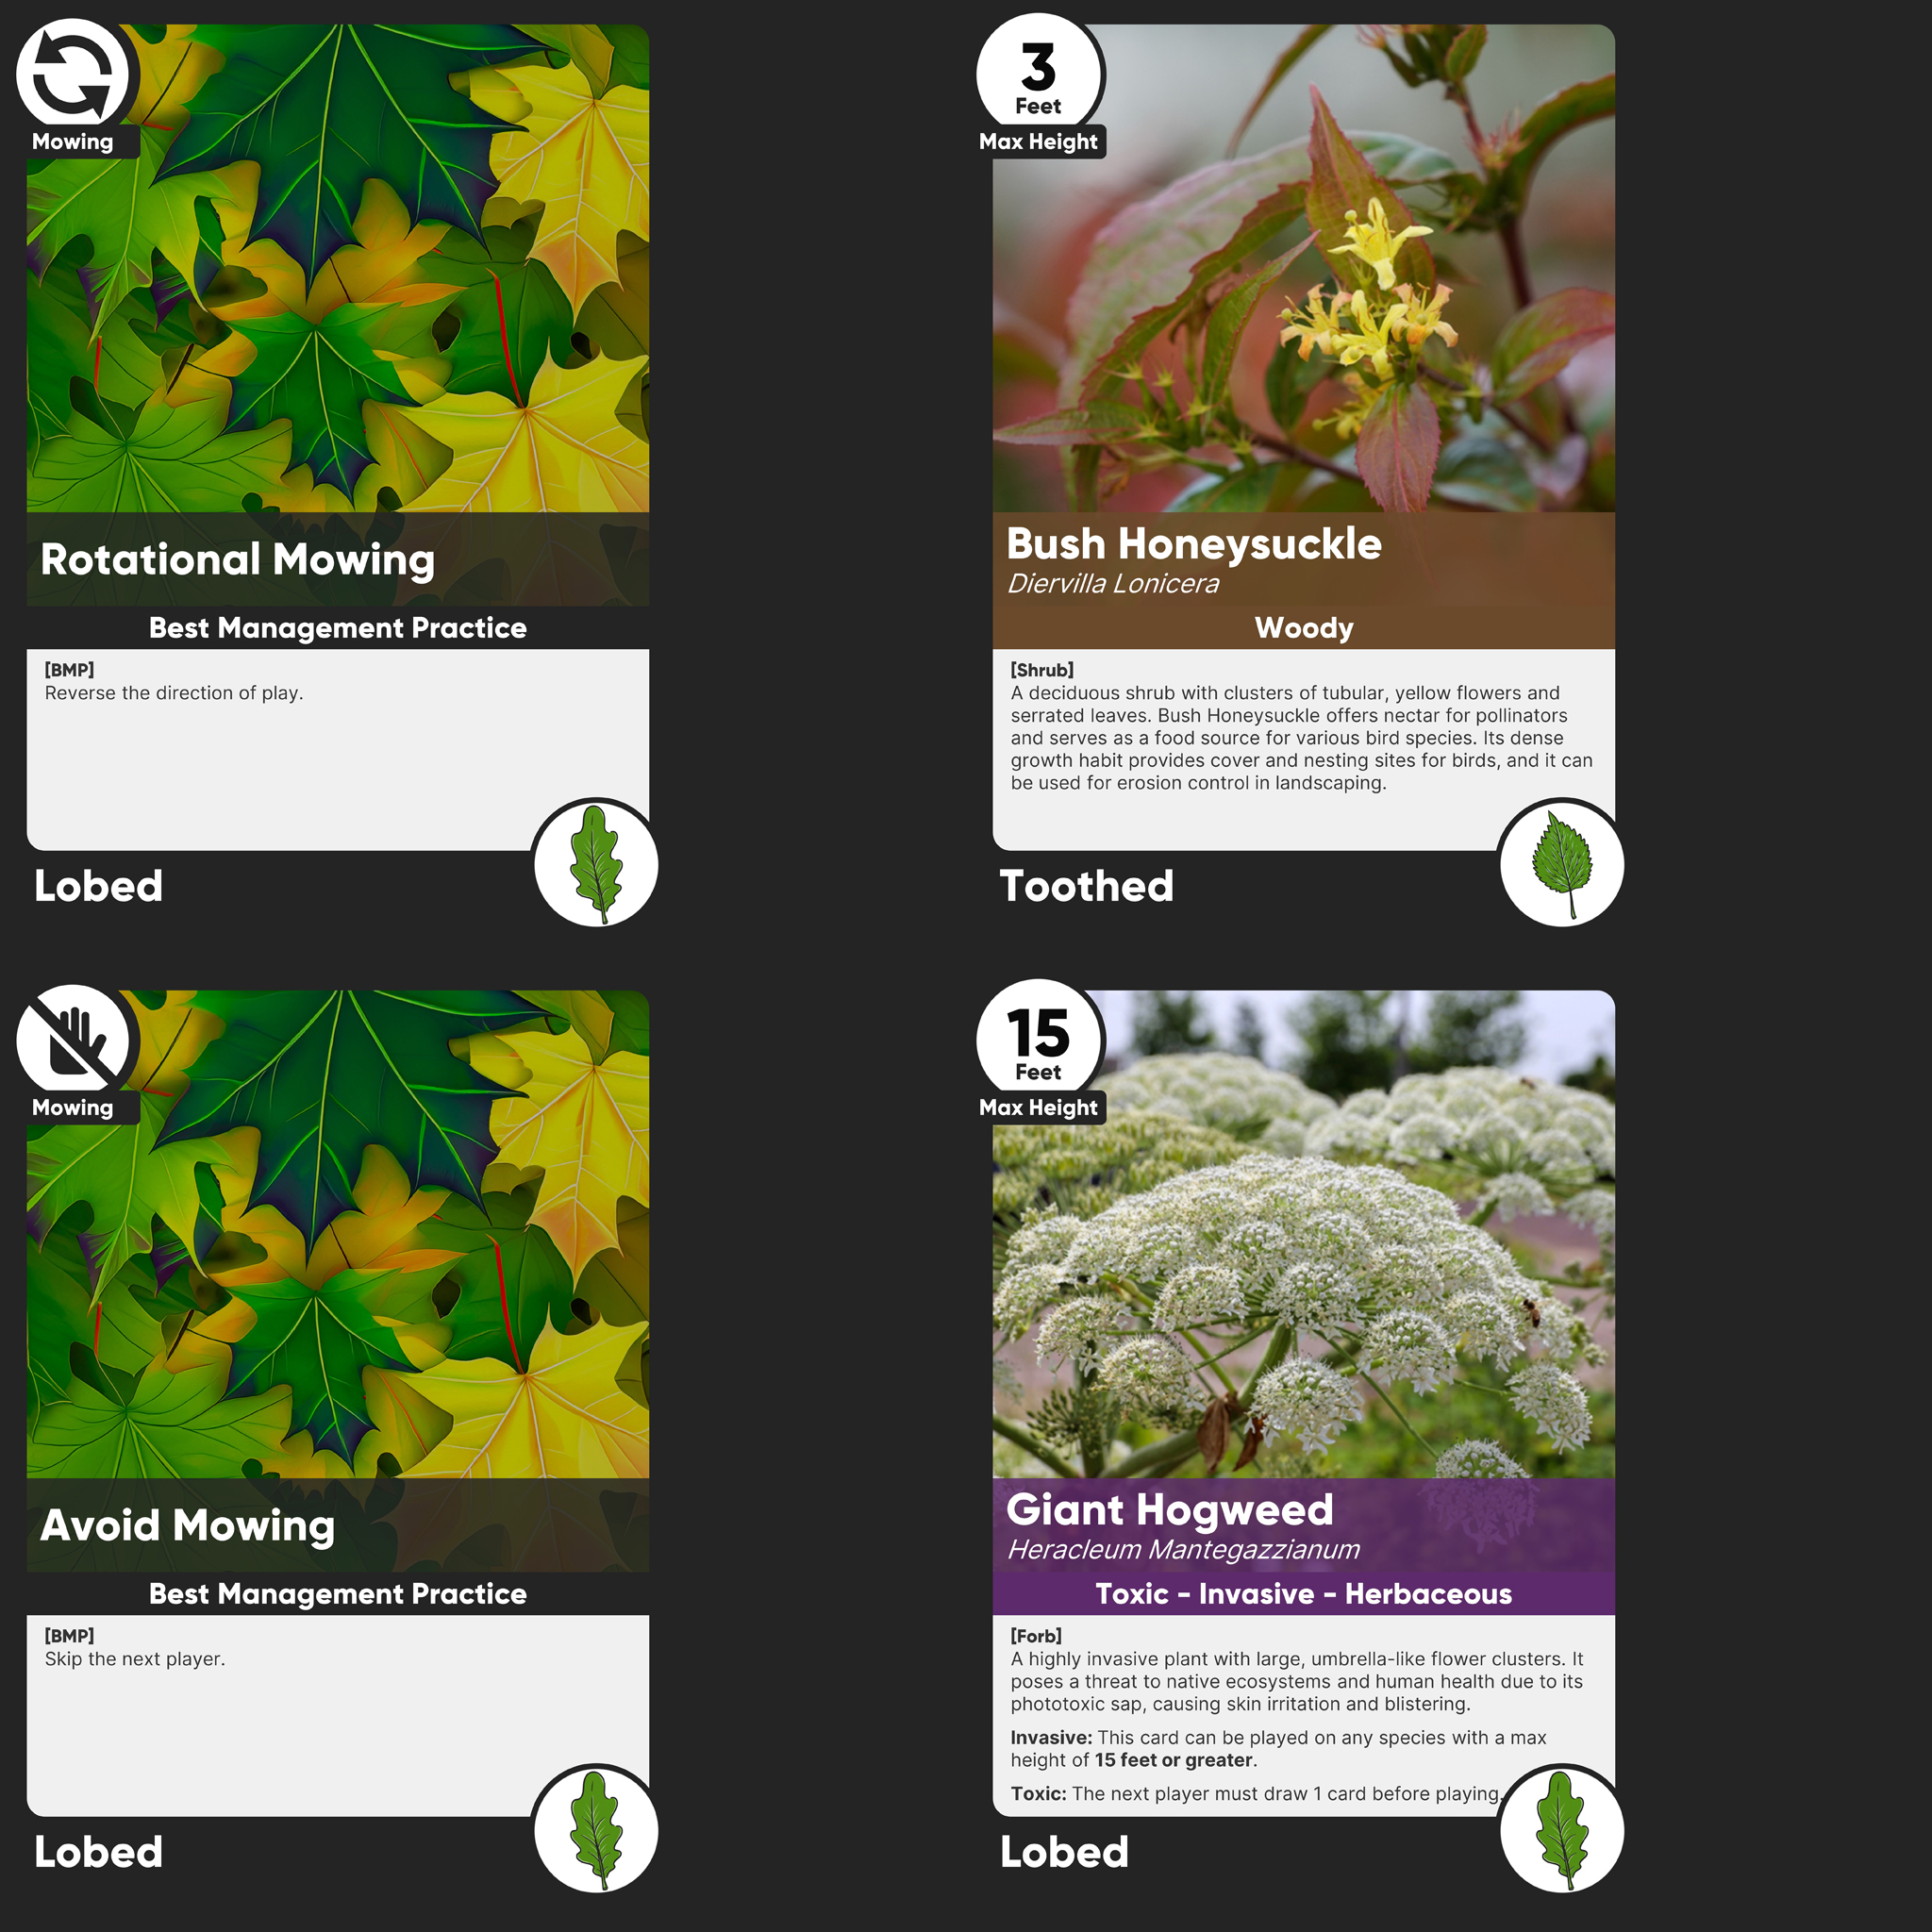 Mowing
Rotational Mowing
Best Management Practice
[BMP]
Reverse the direction of play.
Lobed
3
Feet
Max Height
Bush Honeysuckle
Diervilla Lonicera
Woody
[Shrub]
A deciduous shrub with clusters of tubular, yellow flowers and
serrated leaves. Bush Honeysuckle offers nectar for pollinators
and serves as a food source for various bird species. Its dense
growth habit provides cover and nesting sites for birds, and it can
be used for erosion control in landscaping.
Toothed
Mowing
Avoid Mowing
Best Management Practice
[BMP]
Skip the next player.
Lobed
15
Feet
Max Height
Giant Hogweed
Heracleum Mantegazzianum
Toxic - Invasive - Herbaceous
[Forb]
A highly invasive plant with large, umbrella-like flower clusters. It
poses a threat to native ecosystems and human health due to its
phototoxic sap, causing skin irritation and blistering.
Invasive: This card can be played on any species with a max
height of 15 feet or greater.
Toxic: The next player must draw 1 card before playing.
Lobed